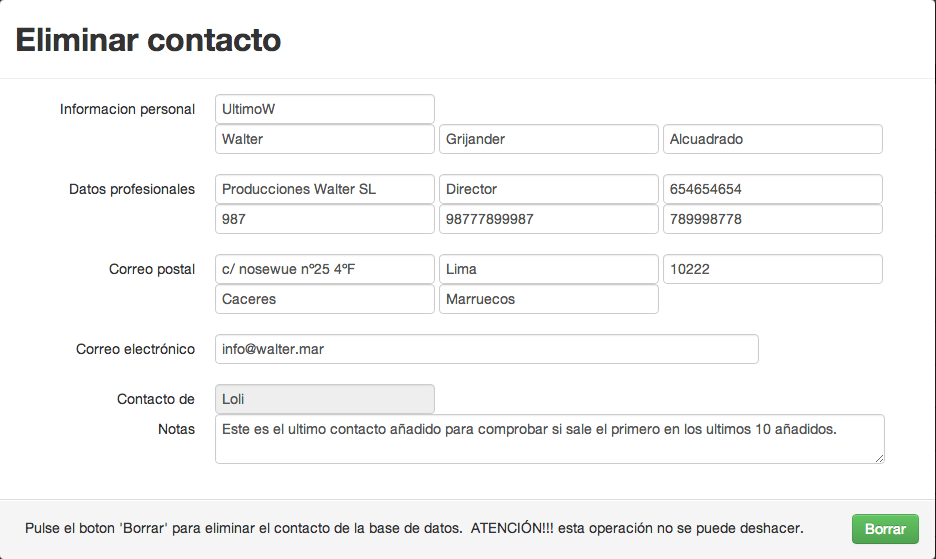 Eliminar contacto
Informacion personal UltimoW
Walter Grijander Alcuadrado
Datos profesionales Producciones Walter SL Director 654654654
987 98777899987 789998778
Correo postal c/ nosewue nº25 4ºF Lima 10222
Caceres Marruecos
Correo electrónico info@walter.mar
Contacto de Loli
Notas Este es el ultimo contacto añadido para comprobar si sale el primero en los ultimos 10 añadidos.
Pulse el boton 'Borrar' para eliminar el contacto de la base de datos. ATENCIÓN!!! esta operación no se puede deshacer. Borrar